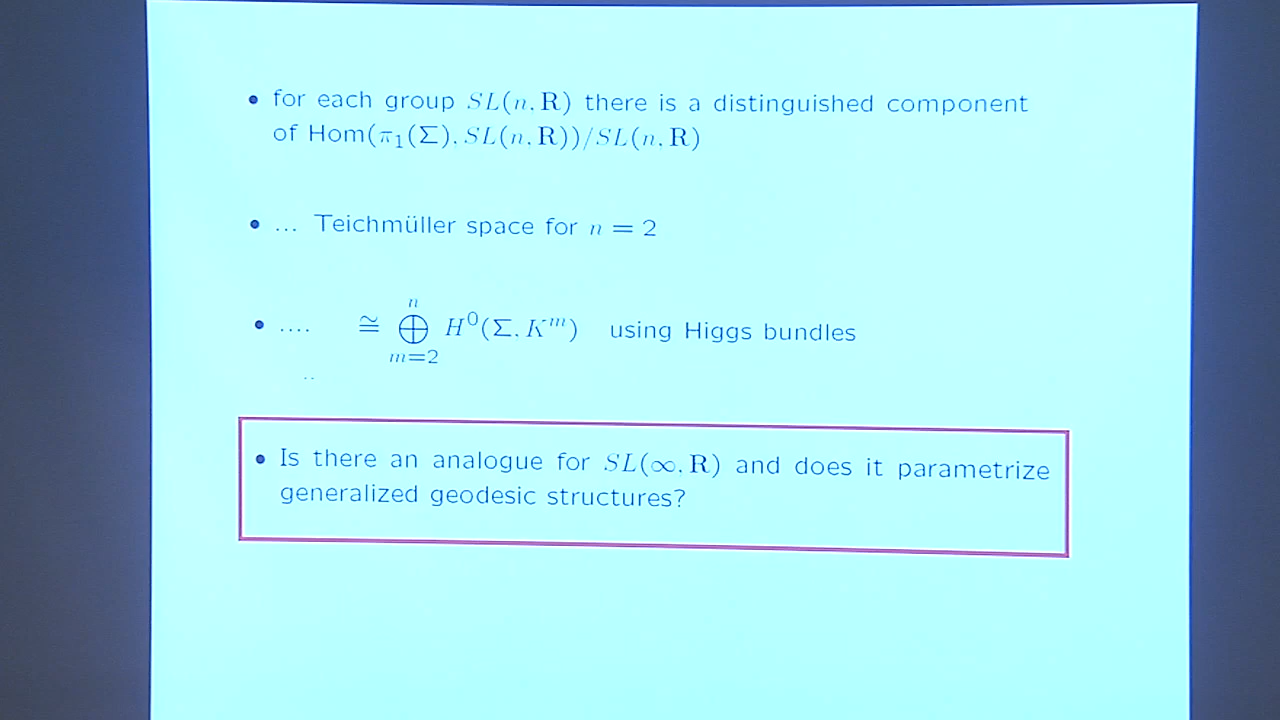 • for each group SL(n, R) there is a distinguished component
of Hom(π₁(Σ), SL(n, R))/SL(n, R)
• ... Teichmüller space for n = 2
• .... ≅ ⊕_{m=2}^{n} H⁰(Σ, Kᵐ) using Higgs bundles
• Is there an analogue for SL(∞, R) and does it parametrize
generalized geodesic structures?